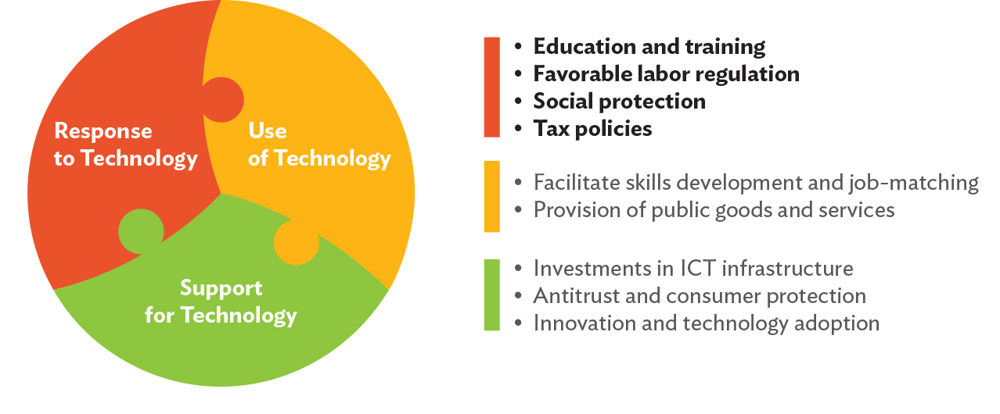 Response
to Technology
Use
of Technology
Support
for Technology
• Education and training
• Favorable labor regulation
• Social protection
• Tax policies
• Facilitate skills development and job-matching
• Provision of public goods and services
• Investments in ICT infrastructure
• Antitrust and consumer protection
• Innovation and technology adoption